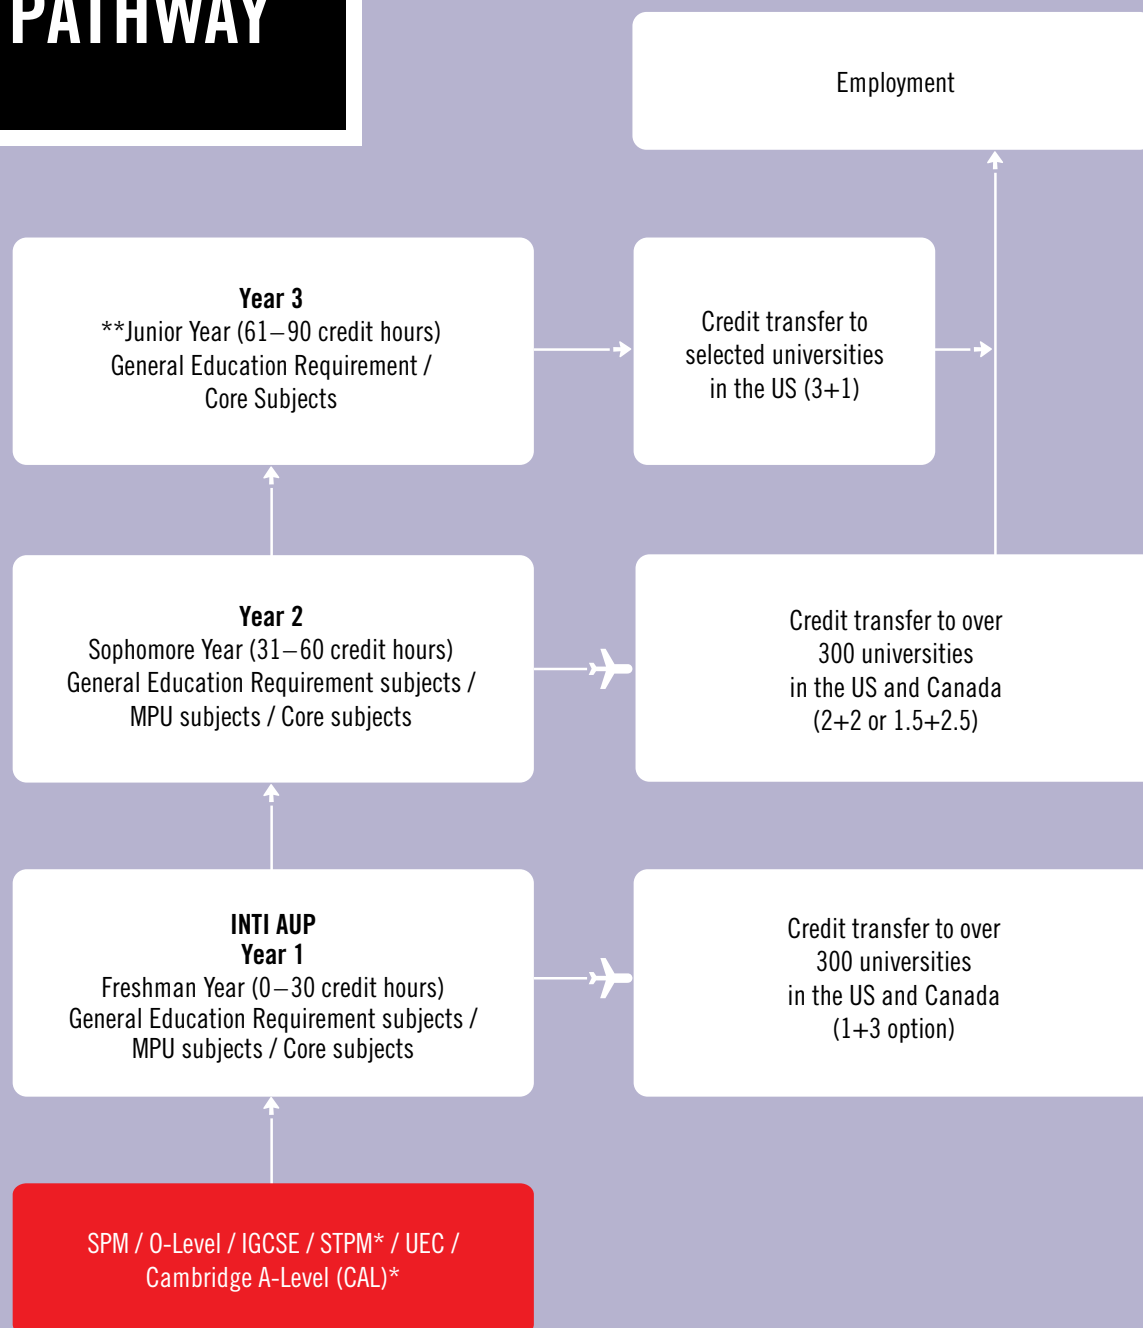 PATHWAY
Employment
Year 3
**Junior Year (61–90 credit hours)
General Education Requirement /
Core Subjects
Credit transfer to
selected universities
in the US (3+1)
Year 2
Sophomore Year (31–60 credit hours)
General Education Requirement subjects /
MPU subjects / Core subjects
Credit transfer to over
300 universities
in the US and Canada
(2+2 or 1.5+2.5)
INTI AUP
Year 1
Freshman Year (0–30 credit hours)
General Education Requirement subjects /
MPU subjects / Core subjects
Credit transfer to over
300 universities
in the US and Canada
(1+3 option)
SPM / O-Level / IGCSE / STPM* / UEC /
Cambridge A-Level (CAL)*